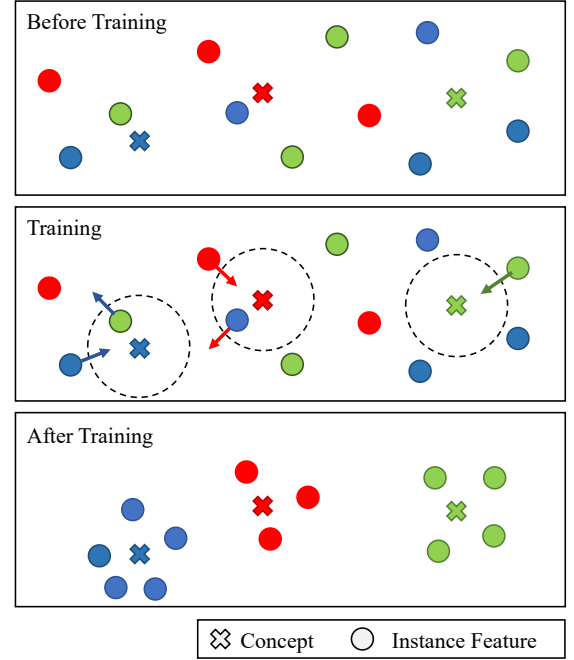 Before Training
Training
After Training
Concept
Instance Feature